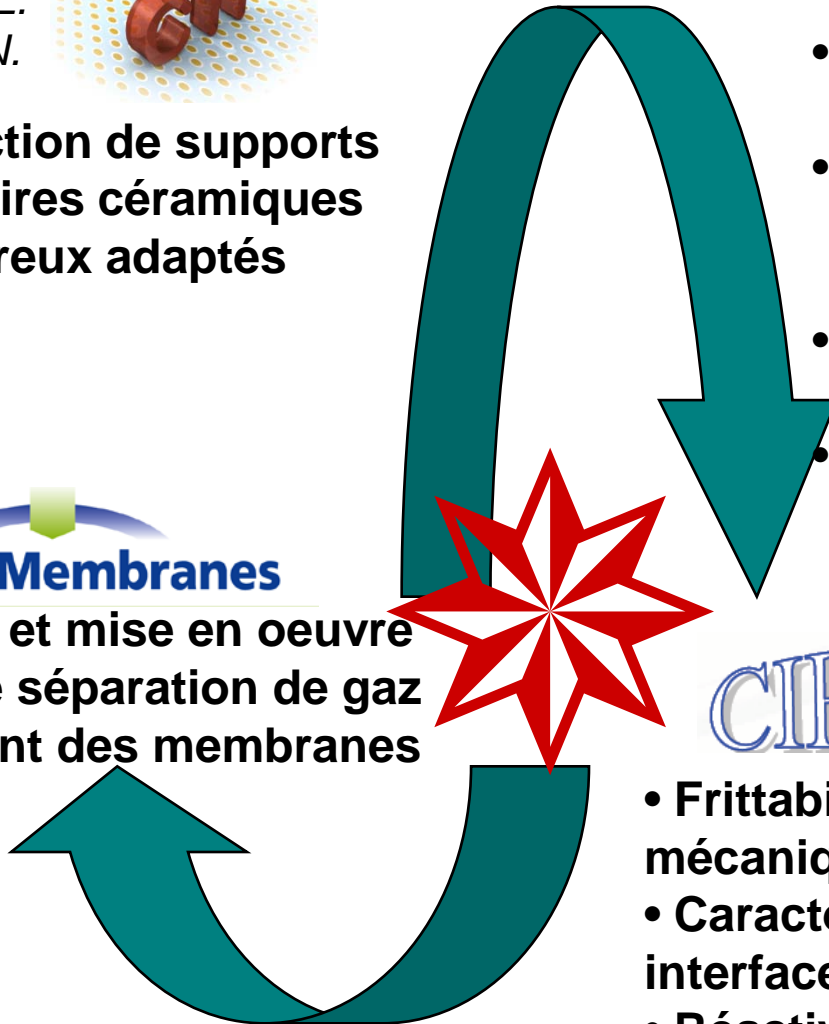 N.
ction de supports
ires céramiques
reux adaptés
•
•
•
•
Membranes
et mise en oeuvre
séparation de gaz
nt des membranes
• Frittabi
mécaniq
• Caract
interface